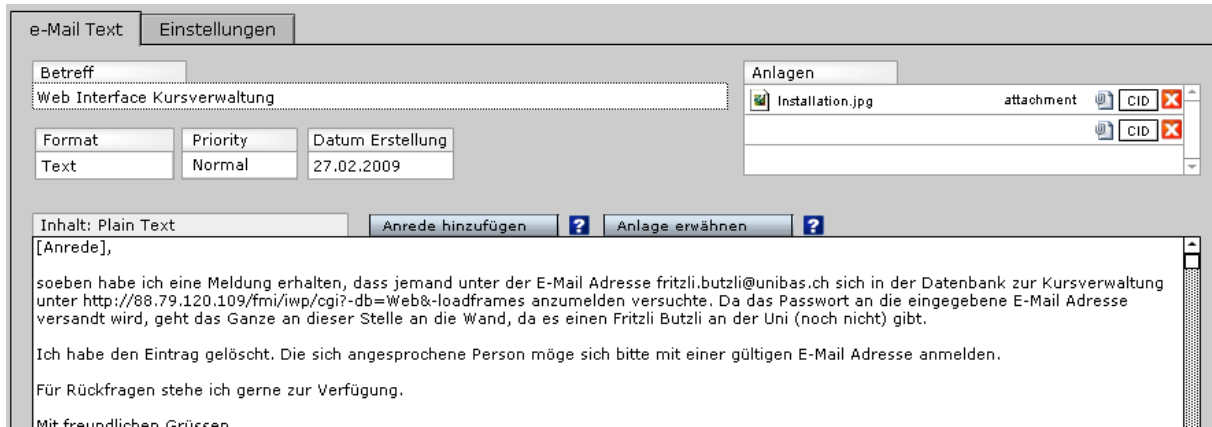 e-Mail Text
Einstellungen
Betreff
Web Interface Kursverwaltung
Anlagen
Installation.jpg attachment CID
CID
Format Priority Datum Erstellung
Text Normal 27.02.2009
Inhalt: Plain Text Anrede hinzufügen ? Anlage erwähnen ?
[Anrede],
soeben habe ich eine Meldung erhalten, dass jemand unter der E-Mail Adresse fritzli.butzli@unibas.ch sich in der Datenbank zur Kursverwaltung
unter http://88.79.120.109/fmi/iwp/cgi?-db=Web&-loadframes anzumelden versuchte. Da das Passwort an die eingegebene E-Mail Adresse
versandt wird, geht das Ganze an dieser Stelle an die Wand, da es einen Fritzli Butzli an der Uni (noch nicht) gibt.
Ich habe den Eintrag gelöscht. Die sich angesprochene Person möge sich bitte mit einer gültigen E-Mail Adresse anmelden.
Für Rückfragen stehe ich gerne zur Verfügung.
Mit freundlichen Grüssen